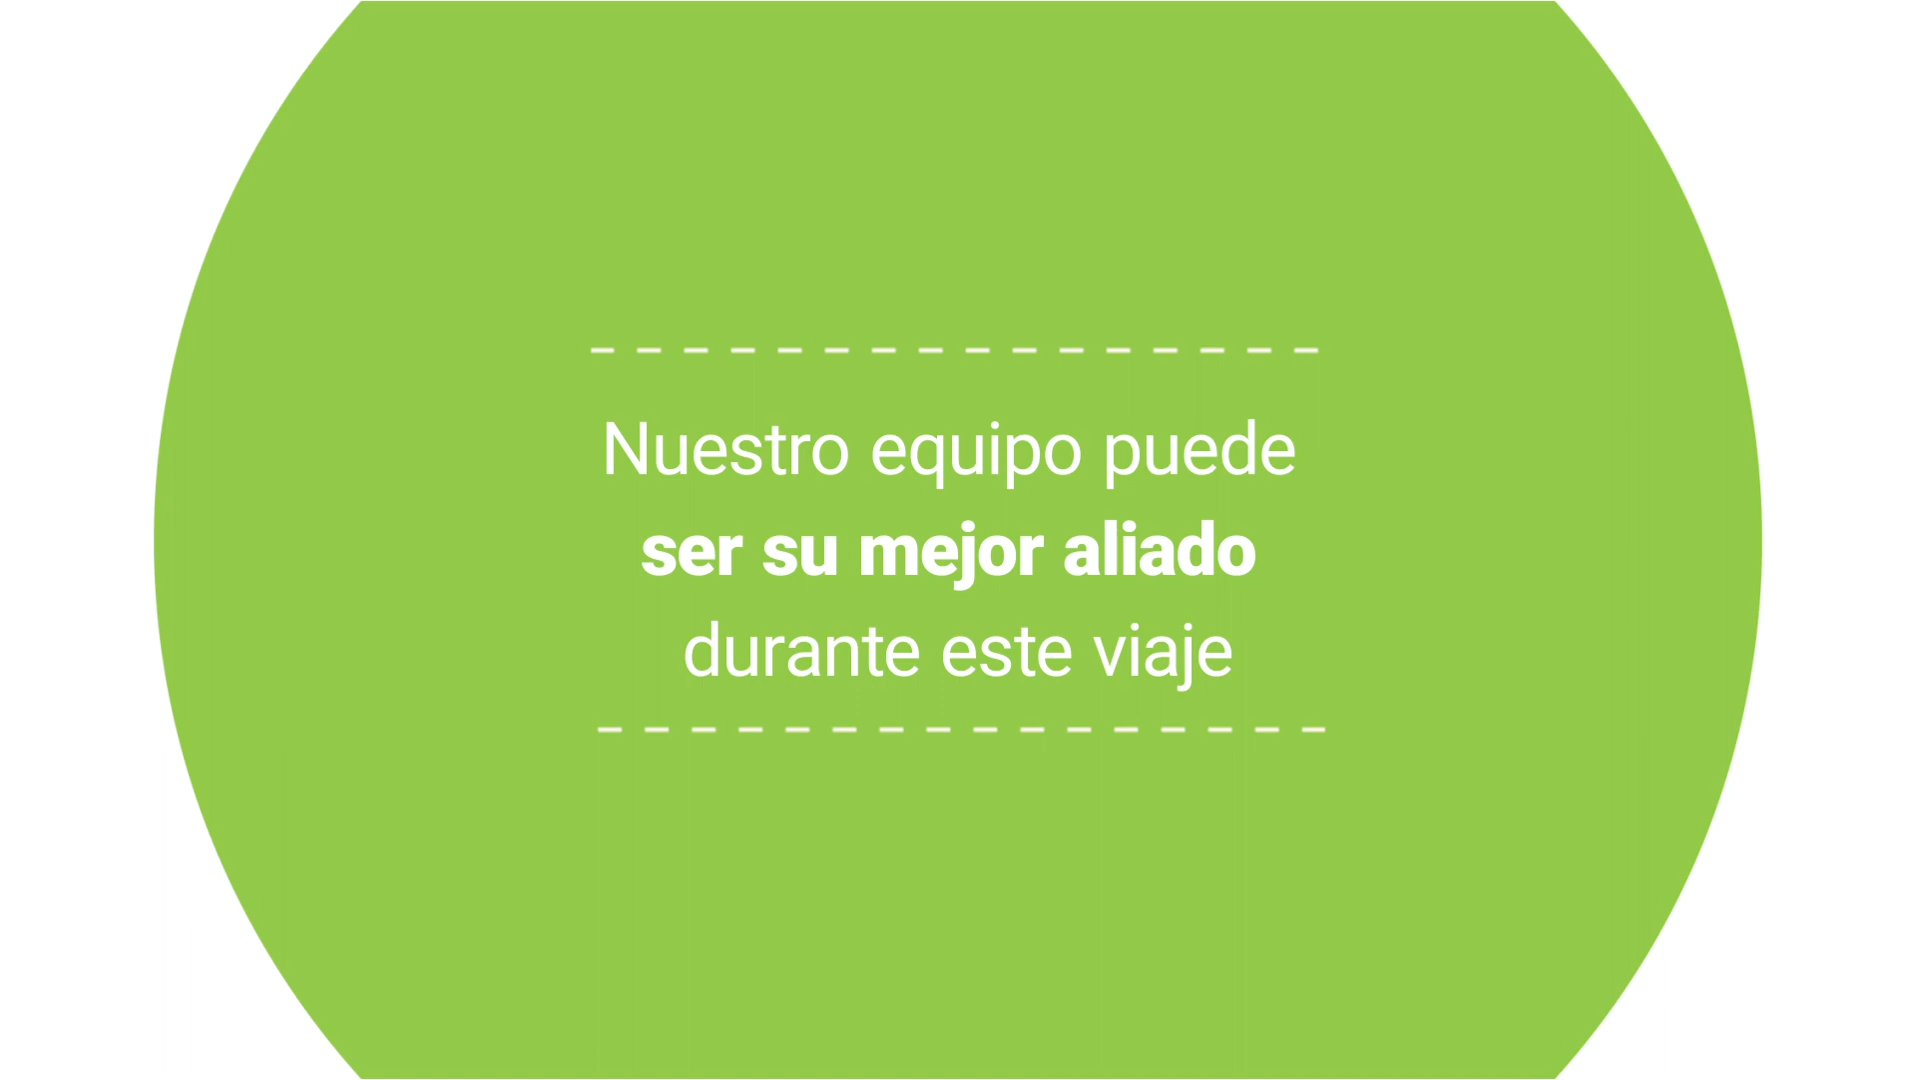 Nuestro equipo puede
ser su mejor aliado
durante este viaje